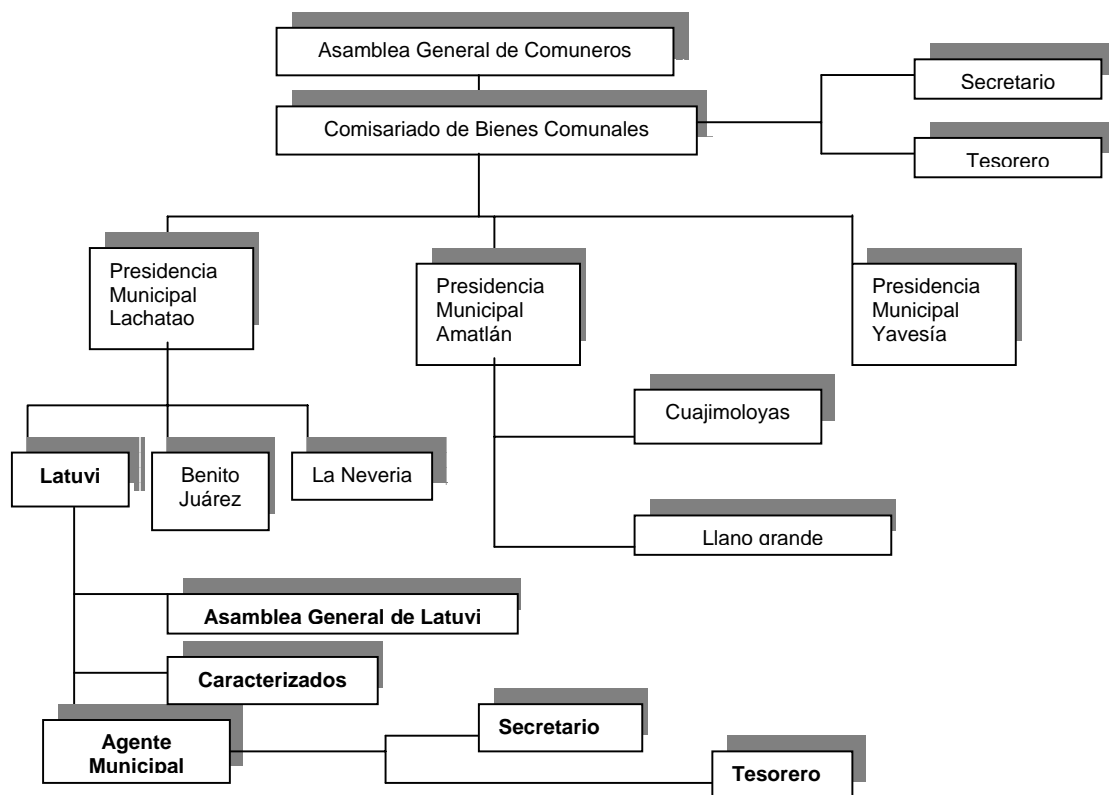 Asamblea General de Comuneros
Secretario
Comisariado de Bienes Comunales
Tesorero
Presidencia
Municipal
Lachatao
Presidencia
Municipal
Amatlán
Presidencia
Municipal
Yavesía
Cuajimoloyas
Latuvi
Benito
Juárez
La Neveria
Llano grande
Asamblea General de Latuvi
Caracterizados
Agente
Municipal
Secretario
Tesorero